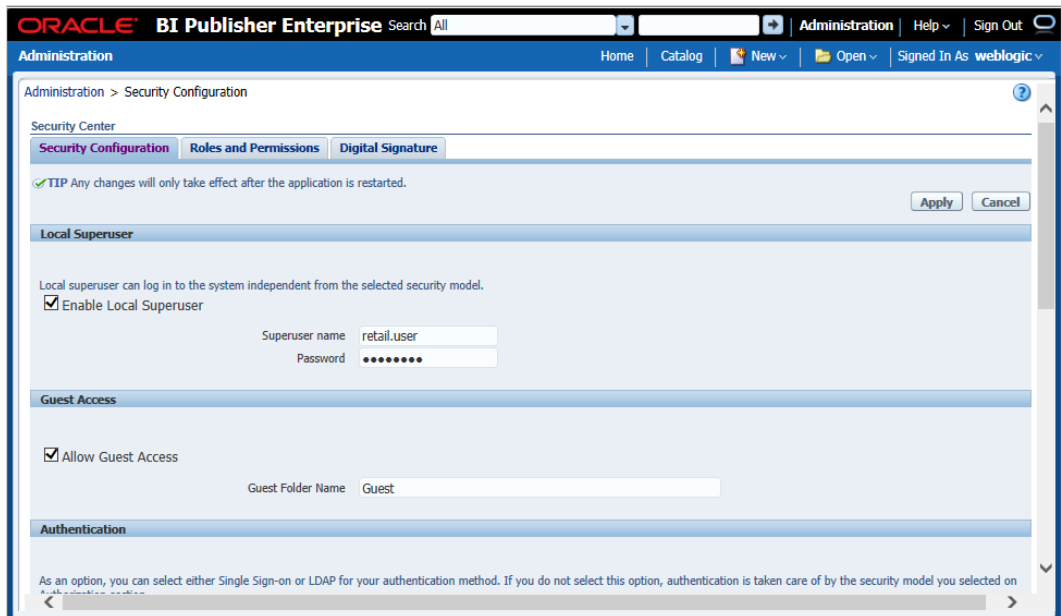 ORACLE BI Publisher Enterprise Search All Administration Help Sign Out
Administration Home Catalog New Open Signed In As weblogic
Administration > Security Configuration
Security Center
Security Configuration Roles and Permissions Digital Signature
TIP Any changes will only take effect after the application is restarted.
Apply Cancel
Local Superuser
Local superuser can log in to the system independent from the selected security model.
Enable Local Superuser
Superuser name retail.user
Password ••••••••
Guest Access
Allow Guest Access
Guest Folder Name Guest
Authentication
As an option, you can select either Single Sign-on or LDAP for your authentication method. If you do not select this option, authentication is taken care of by the security model you selected on